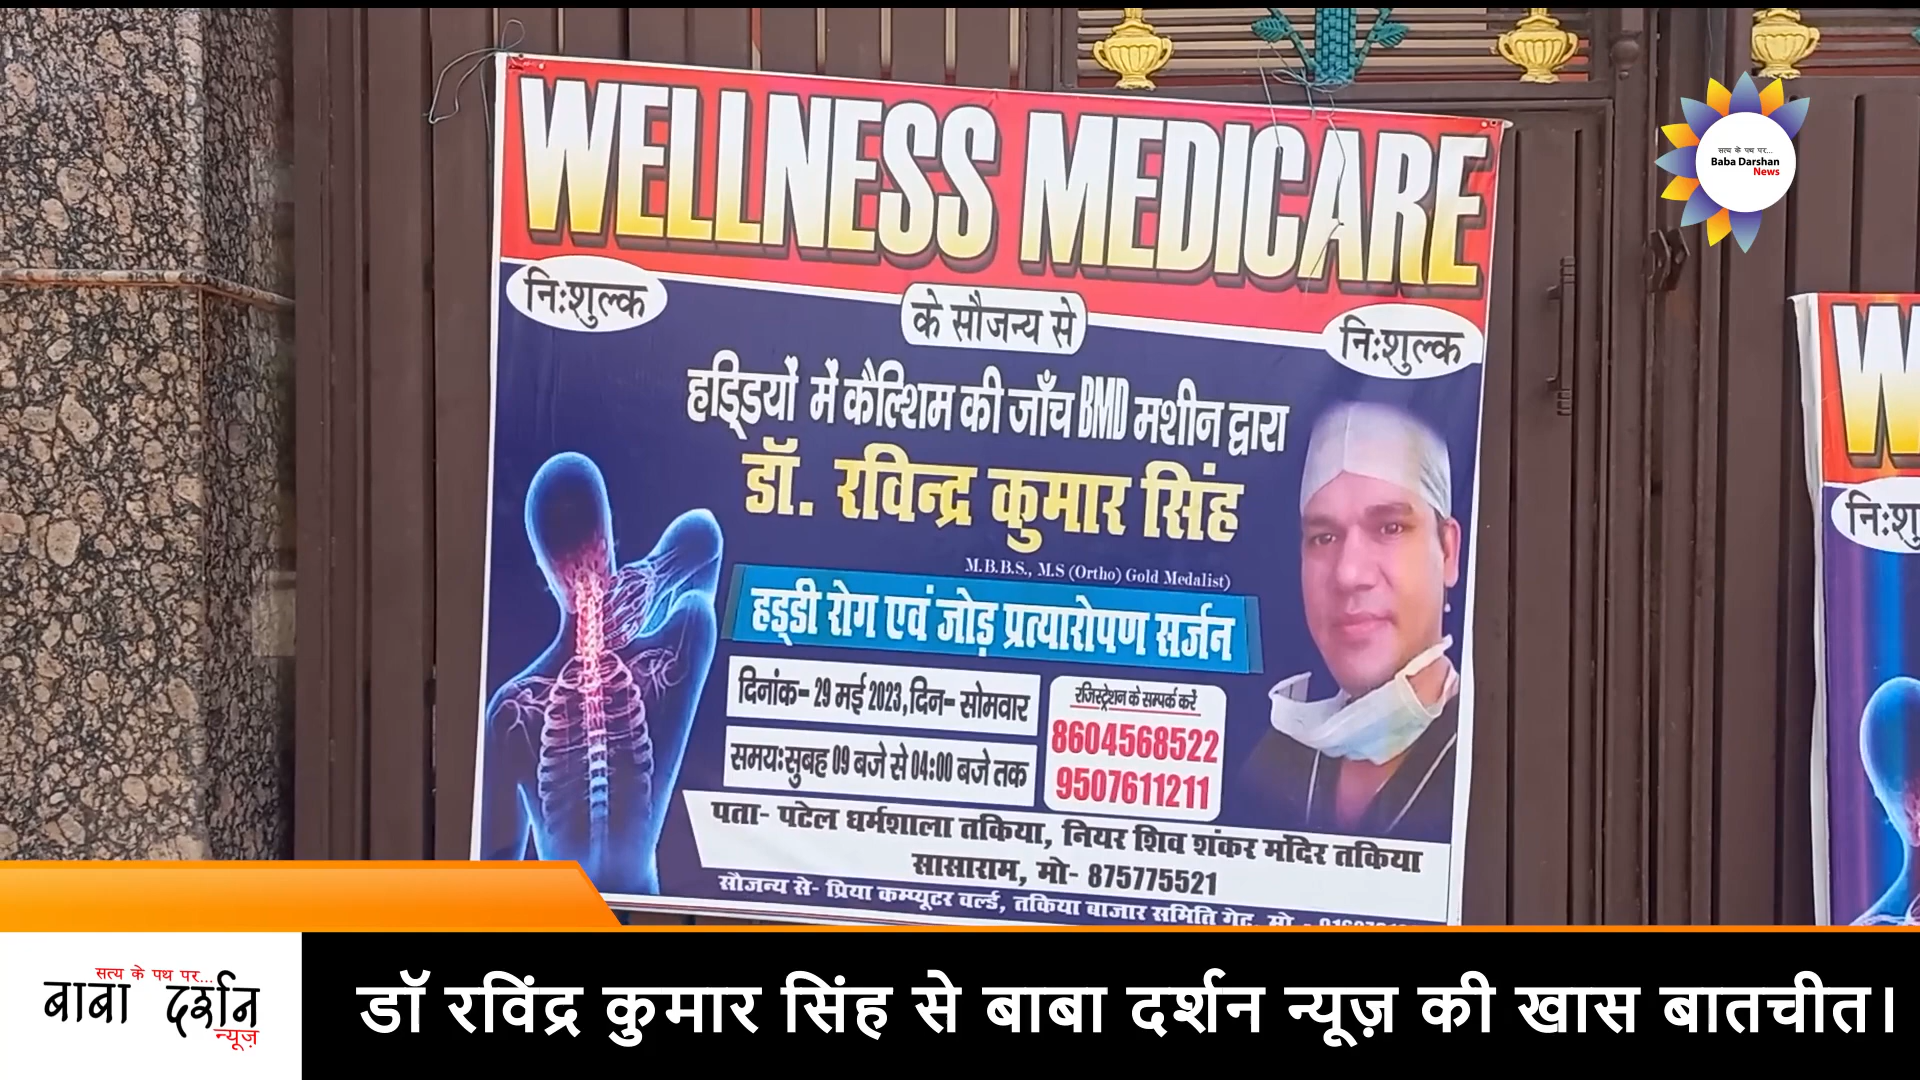 WELLNESS MEDICARE
निःशुल्क
के सौजन्य से
निःशुल्क
हड्डियों में कैल्शिम की जाँच BMD मशीन द्वारा
डॉ. रविन्द्र कुमार सिंह
M.B.B.S., M.S (Ortho) Gold Medalist)
हड्डी रोग एवं जोड़ प्रत्यारोपण सर्जन
दिनांक- 29 मई 2023, दिन- सोमवार
समय:सुबह 09 बजे से 04:00 बजे तक
रजिस्ट्रेशन के सम्पर्क करें
8604568522
9507611211
पता- पटेल धर्मशाला तकिया, नियर शिव शंकर मंदिर तकिया
सासाराम, मो- 875775521
सौजन्य से- प्रिया कम्प्यूटर वर्ल्ड, तकिया बाजार समिति गेट, मो.-
सत्य के पथ पर...
Baba Darshan
News
W
निःशु
सत्य के पथ पर...
बाबा दर्शन
न्यूज़
डॉ रविंद्र कुमार सिंह से बाबा दर्शन न्यूज़ की खास बातचीत।